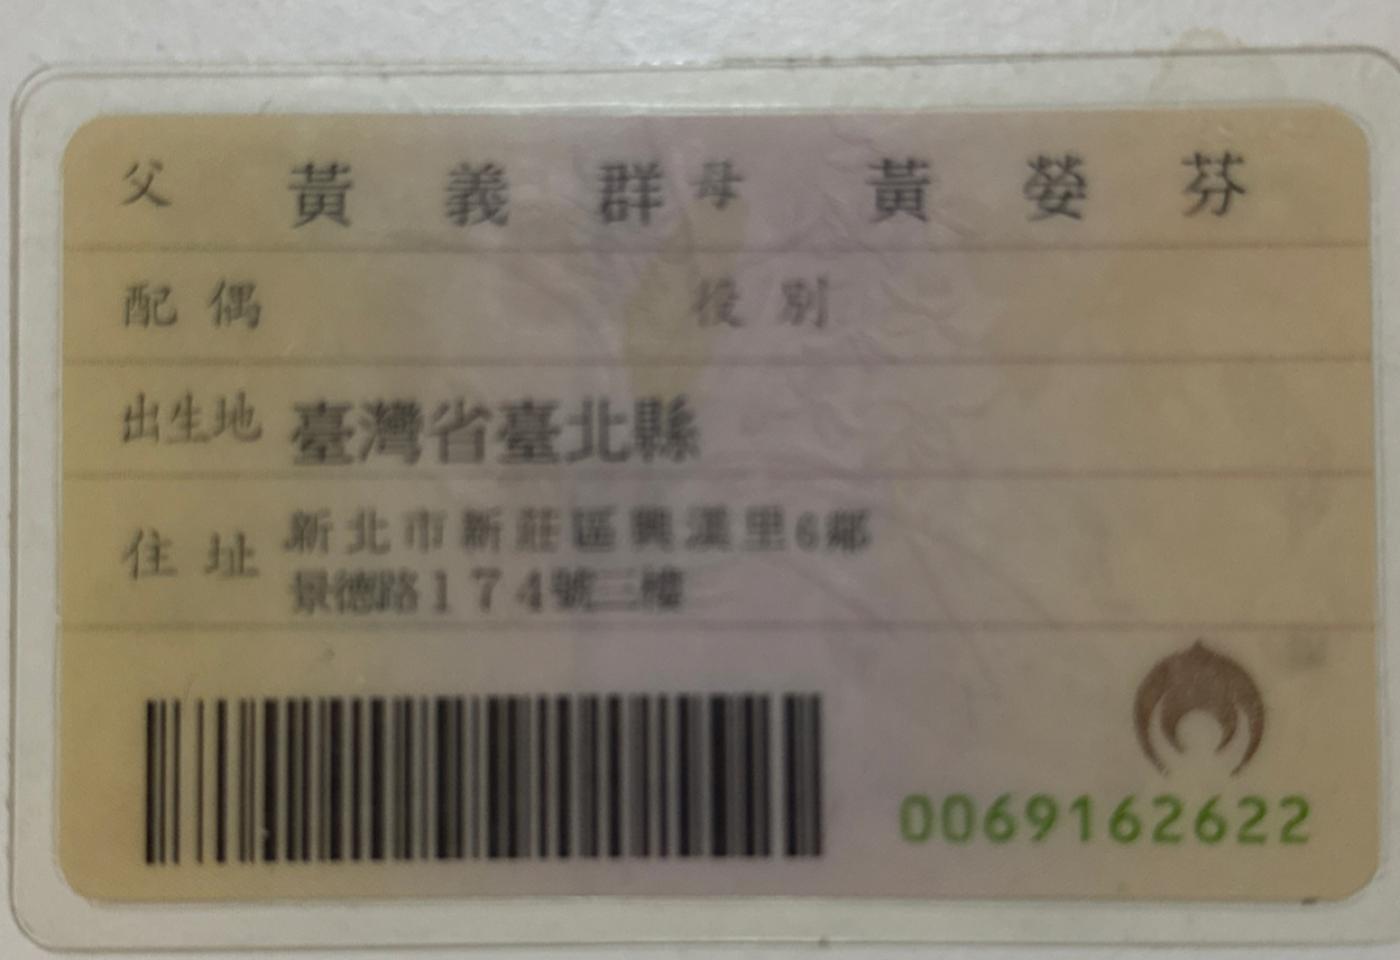 父 黃義群 母 黃媝芬
配偶 役別
出生地 臺灣省臺北縣
住址 新北市新莊區興漢里6鄰
景德路174號三樓
0069162622